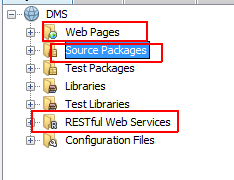 DMS
Web Pages
Source Packages
Test Packages
Libraries
Test Libraries
RESTful Web Services
Configuration Files